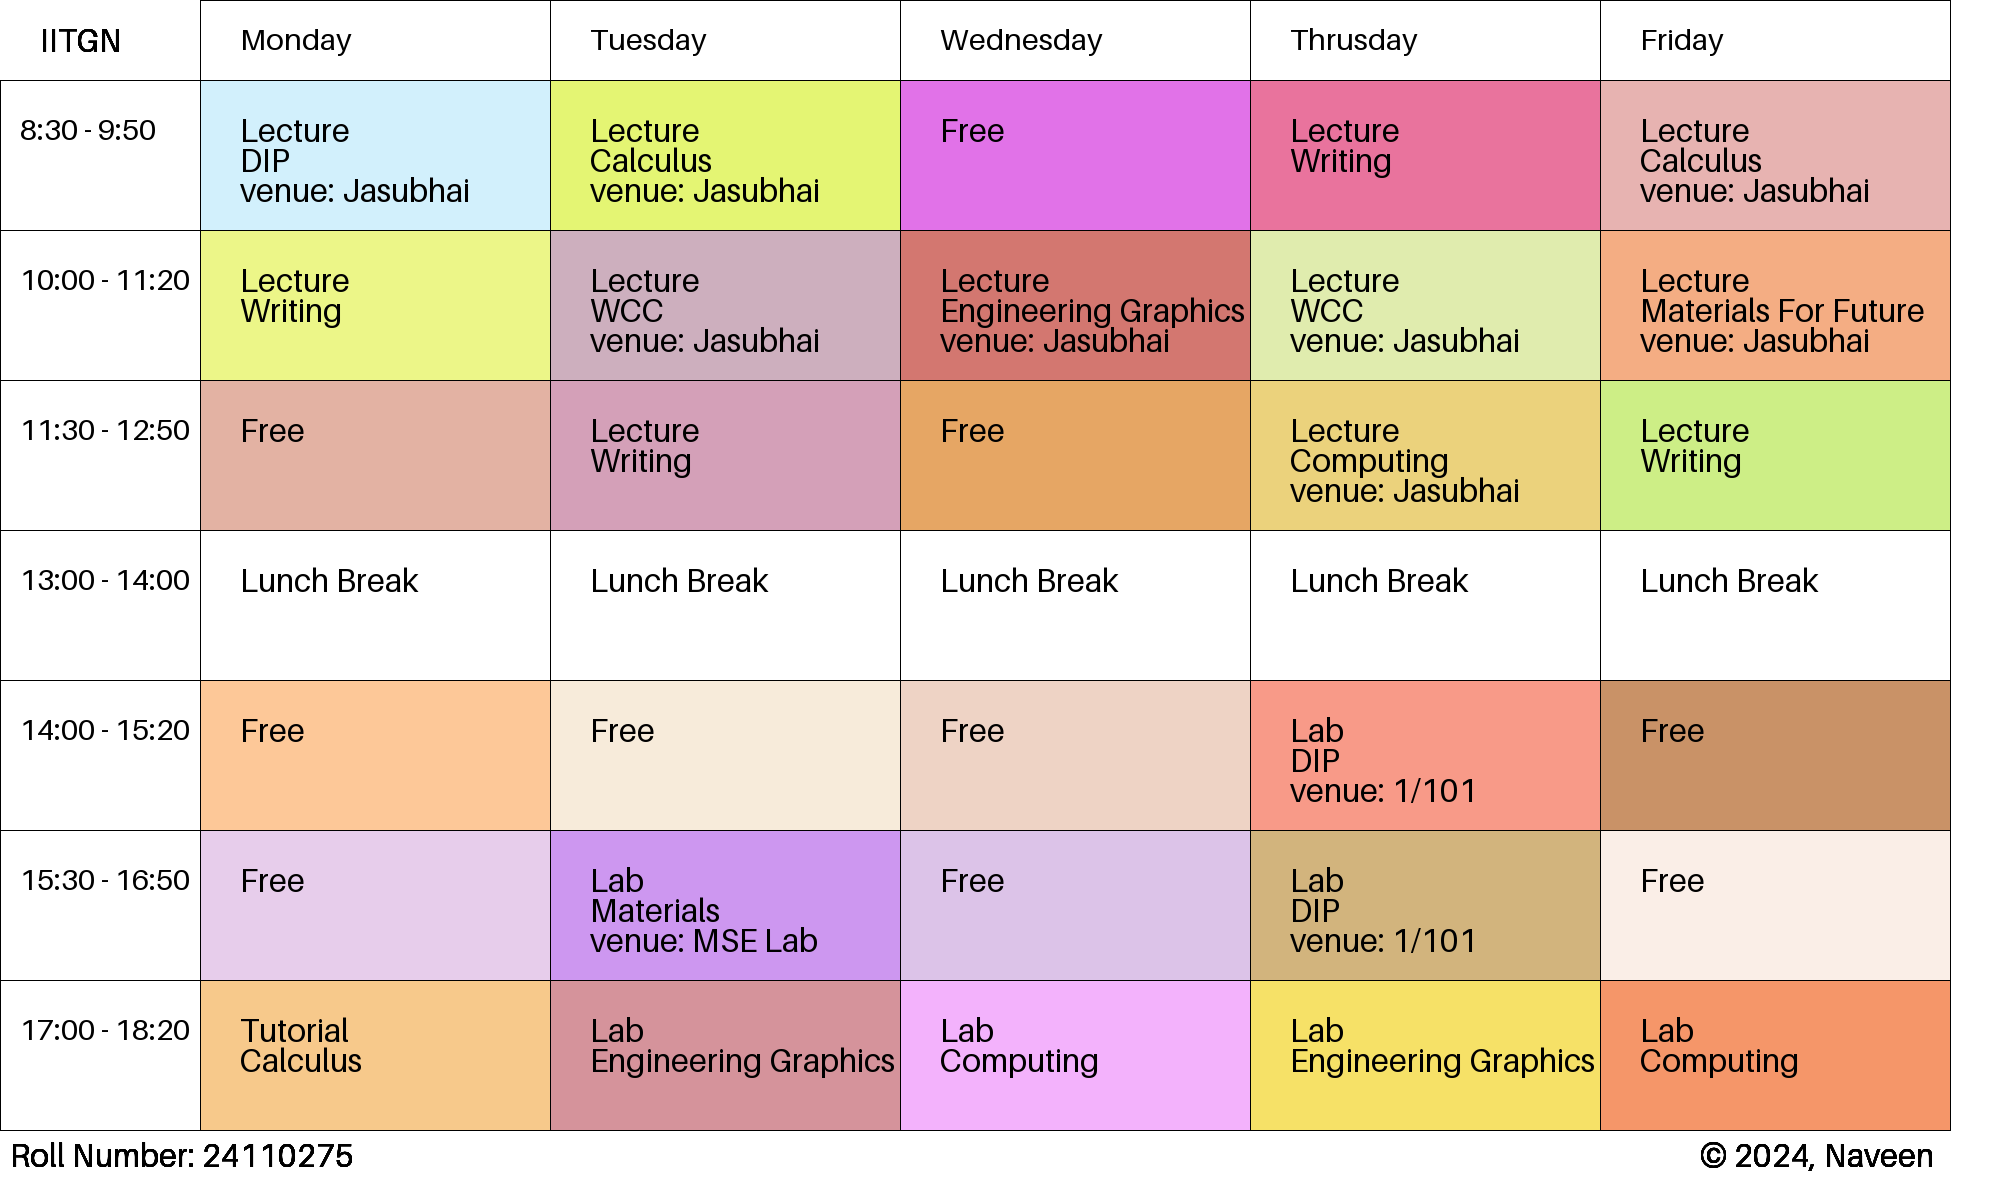 IITGN Monday Tuesday Wednesday Thrusday Friday
8:30 - 9:50
Lecture
DIP
venue: Jasubhai
Lecture
Calculus
venue: Jasubhai
Free
Lecture
Writing
Lecture
Calculus
venue: Jasubhai
10:00 - 11:20
Lecture
Writing
Lecture
WCC
venue: Jasubhai
Lecture
Engineering Graphics
venue: Jasubhai
Lecture
WCC
venue: Jasubhai
Lecture
Materials For Future
venue: Jasubhai
11:30 - 12:50
Free
Lecture
Writing
Free
Lecture
Computing
venue: Jasubhai
Lecture
Writing
13:00 - 14:00
Lunch Break
Lunch Break
Lunch Break
Lunch Break
Lunch Break
14:00 - 15:20
Free
Free
Free
Lab
DIP
venue: 1/101
Free
15:30 - 16:50
Free
Lab
Materials
venue: MSE Lab
Free
Lab
DIP
venue: 1/101
Free
17:00 - 18:20
Tutorial
Calculus
Lab
Engineering Graphics
Lab
Computing
Lab
Engineering Graphics
Lab
Computing
Roll Number: 24110275
© 2024, Naveen